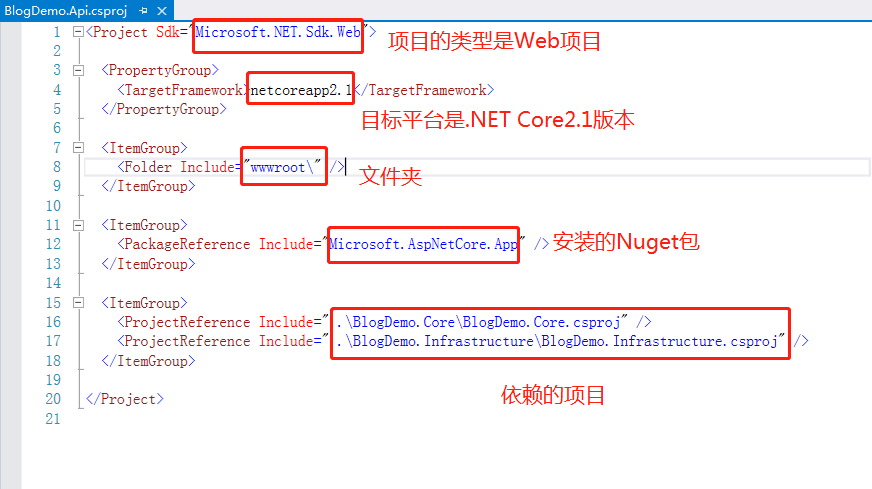 BlogDemo.Api.csproj
1 <Project Sdk="Microsoft.NET.Sdk.Web"> 项目的类型是Web项目
2
3 <PropertyGroup>
4 <TargetFramework>netcoreapp2.1</TargetFramework>
5 </PropertyGroup>
目标平台是.NET Core2.1版本
6
7 <ItemGroup>
8 <Folder Include="wwwroot\" /> 文件夹
9 </ItemGroup>
10
11 <ItemGroup>
12 <PackageReference Include="Microsoft.AspNetCore.App" /> 安装的Nuget包
13 </ItemGroup>
14
15 <ItemGroup>
16 <ProjectReference Include=".\BlogDemo.Core\BlogDemo.Core.csproj" />
17 <ProjectReference Include=".\BlogDemo.Infrastructure\BlogDemo.Infrastructure.csproj" />
18 </ItemGroup>
19
依赖的项目
20 </Project>
21